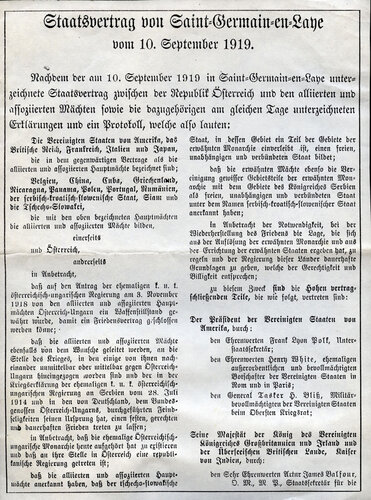 Staatsvertrag von Saint-Germain-en-Laye
vom 10. September 1919.
Nachdem der am 10. September 1919 in Saint-Germain-en-Laye unter-
zeichnete Staatsvertrag zwischen der Republik Österreich und den alliierten und
assoziierten Mächten sowie die dazugehörigen am gleichen Tage unterzeichneten
Erklärungen und ein Protokoll, welche also lauten:
Die Vereinigten Staaten von Amerika, das
Britische Reich, Frankreich, Italien und Japan,
die in dem gegenwärtigen Vertrage als die
alliierten und assoziierten Hauptmächte bezeichnet sind;
Belgien, China, Cuba, Griechenland,
Nicaragua, Panama, Polen, Portugal, Rumänien,
der serbisch-kroatisch-slowenische Staat, Siam und
die Tschecho-Slowakei,
die mit den oben bezeichneten Hauptmächten
die alliierten und assoziierten Mächte bilden,
einerseits
und Österreich,
anderseits
in Anbetracht,
daß auf den Antrag der ehemaligen k. u. k.
österreichisch-ungarischen Regierung am 3. November
1918 von den alliierten und assoziierten Haupt-
mächten Österreich-Ungarn ein Waffenstillstand ge-
währt wurde, damit ein Friedensvertrag geschlossen
werden könne;
daß die alliierten und assoziierten Mächte
ebenfalls von dem Wunsche geleitet werden, an die
Stelle des Krieges, in den einige von ihnen nach-
einander unmittelbar oder mittelbar gegen Österreich-
Ungarn hineingezogen worden sind und der in der
Kriegserklärung der ehemaligen k. u. k. österreichisch-
ungarischen Regierung an Serbien vom 28. Juli
1914 und in den von Deutschland, dem Bundes-
genossen Österreich-Ungarns, durchgeführten Feind-
seligkeiten seinen Ursprung hat, einen festen, gerechten
und dauerhaften Frieden treten zu lassen;
in Anbetracht, daß die ehemalige Österreichisch-
ungarische Monarchie heute aufgehört hat zu existieren
und daß an ihre Stelle in Österreich eine republi-
kanische Regierung getreten ist;
daß die alliierten und assoziierten Haupt-
mächte anerkannt haben, daß der tschecho-slowakische
Staat, in dessen Gebiet ein Teil der Gebiete der
erwähnten Monarchie einverleibt ist, einen freien,
unabhängigen und verbündeten Staat bildet;
daß die erwähnten Mächte ebenso die Ver-
einigung gewisser Gebietsteile der erwähnten Monar-
chie mit dem Gebiete des Königreiches Serbien
als freien, unabhängigen und verbündeten Staat
unter dem Namen serbisch-kroatisch-slowenischer Staat
anerkannt haben;
in Anbetracht der Notwendigkeit, bei der
Wiederherstellung des Friedens die Lage, die sich
aus der Auflösung der erwähnten Monarchie und aus
der Errichtung der erwähnten Staaten ergeben hat, zu
regeln und der Regierung dieser Länder dauerhafte
Grundlagen zu geben, welche der Gerechtigkeit und
Billigkeit entsprechen;
zu diesem Zweck sind die Hohen vertrag-
schließenden Teile, die wie folgt, vertreten sind:
Der Präsident der Vereinigten Staaten von
Amerika, durch:
den Ehrenwerten Frank Lyon Polk, Unter-
staatssekretär;
den Ehrenwerten Henry White, ehemaligen
außerordentlichen und bevollmächtigten
Botschafter der Vereinigten Staaten in
Rom und in Paris;
den General Tasker H. Bliß, Militär-
bevollmächtigten der Vereinigten Staaten
beim Obersten Kriegsrat;
Seine Majestät der König des Vereinigten
Königreiches Großbritannien und Irland und
der Überseeischen Britischen Lande, Kaiser
von Indien, durch:
den Sehr Ehrenwerten Artur James Balfour,
O. M., M. P., Staatssekretär für die